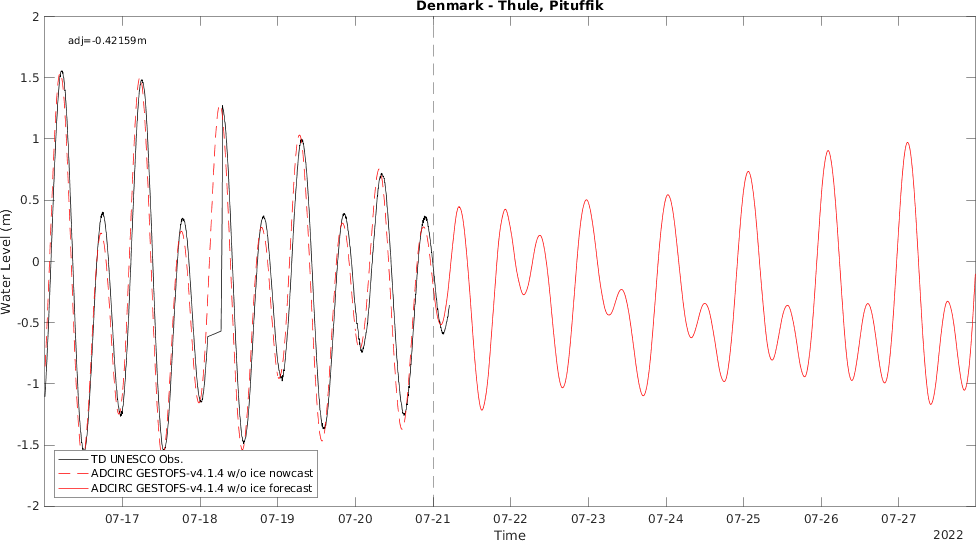 Denmark - Thule, Pituffik
adj=-0.42159m
Water Level (m)
2
1.5
1
0.5
0
-0.5
-1
-1.5
-2
TD UNESCO Obs.
ADCIRC GESTOFS-v4.1.4 w/o ice nowcast
ADCIRC GESTOFS-v4.1.4 w/o ice forecast
07-17 07-18 07-19 07-20 07-21 07-22 07-23 07-24 07-25 07-26 07-27
Time
2022